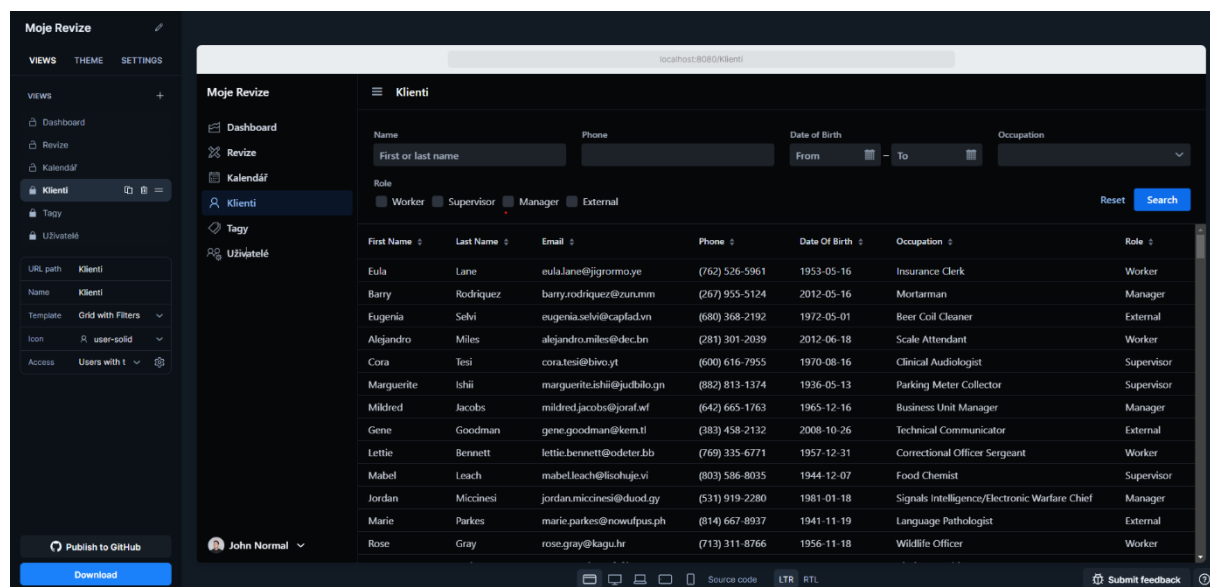 Moje Revize
VIEWS THEME SETTINGS
VIEWS
Dashboard
Revize
Kalendář
Klienti
Tagy
Uživatelé
URL path Klienti
Name Klienti
Template Grid with Filters
Icon user-solid
Access Users with t
Publish to GitHub
Download
localhost:8080/Klienti
Moje Revize
Dashboard
Revize
Kalendář
Klienti
Tagy
Uživatelé
John Normal
Klienti
Name Phone Date of Birth Occupation
First or last name From – To
Role
Worker Supervisor Manager External Reset Search
First Name Last Name Email Phone Date Of Birth Occupation Role
Eula Lane eula.lane@jigrormo.ye (762) 526-5961 1953-05-16 Insurance Clerk Worker
Barry Rodriquez barry.rodriquez@zun.mm (267) 955-5124 2012-05-16 Mortarman Manager
Eugenia Selvi eugenia.selvi@capfad.vn (680) 368-2192 1972-05-01 Beer Coil Cleaner External
Alejandro Miles alejandro.miles@dec.bn (281) 301-2039 2012-06-18 Scale Attendant Worker
Cora Tesi cora.tesi@bivo.yt (600) 616-7955 1970-08-16 Clinical Audiologist Supervisor
Marguerite Ishii marguerite.ishii@judbilo.gn (882) 813-1374 1936-05-13 Parking Meter Collector Supervisor
Mildred Jacobs mildred.jacobs@joraf.wf (642) 665-1763 1965-12-16 Business Unit Manager Manager
Gene Goodman gene.goodman@kem.tl (383) 458-2132 2008-10-26 Technical Communicator External
Lettie Bennett lettie.bennett@odeter.bb (769) 335-6771 1957-12-31 Correctional Officer Sergeant Worker
Mabel Leach mabel.leach@lisohuje.vi (803) 586-8035 1944-12-07 Food Chemist Supervisor
Jordan Miccinesi jordan.miccinesi@duod.gy (531) 919-2280 1981-01-18 Signals Intelligence/Electronic Warfare Chief Manager
Marie Parkes marie.parkes@nowufpus.ph (814) 667-8937 1941-11-19 Language Pathologist External
Rose Gray rose.gray@kagu.hr (713) 311-8766 1956-11-18 Wildlife Officer Worker
Source code LTR RTL Submit feedback